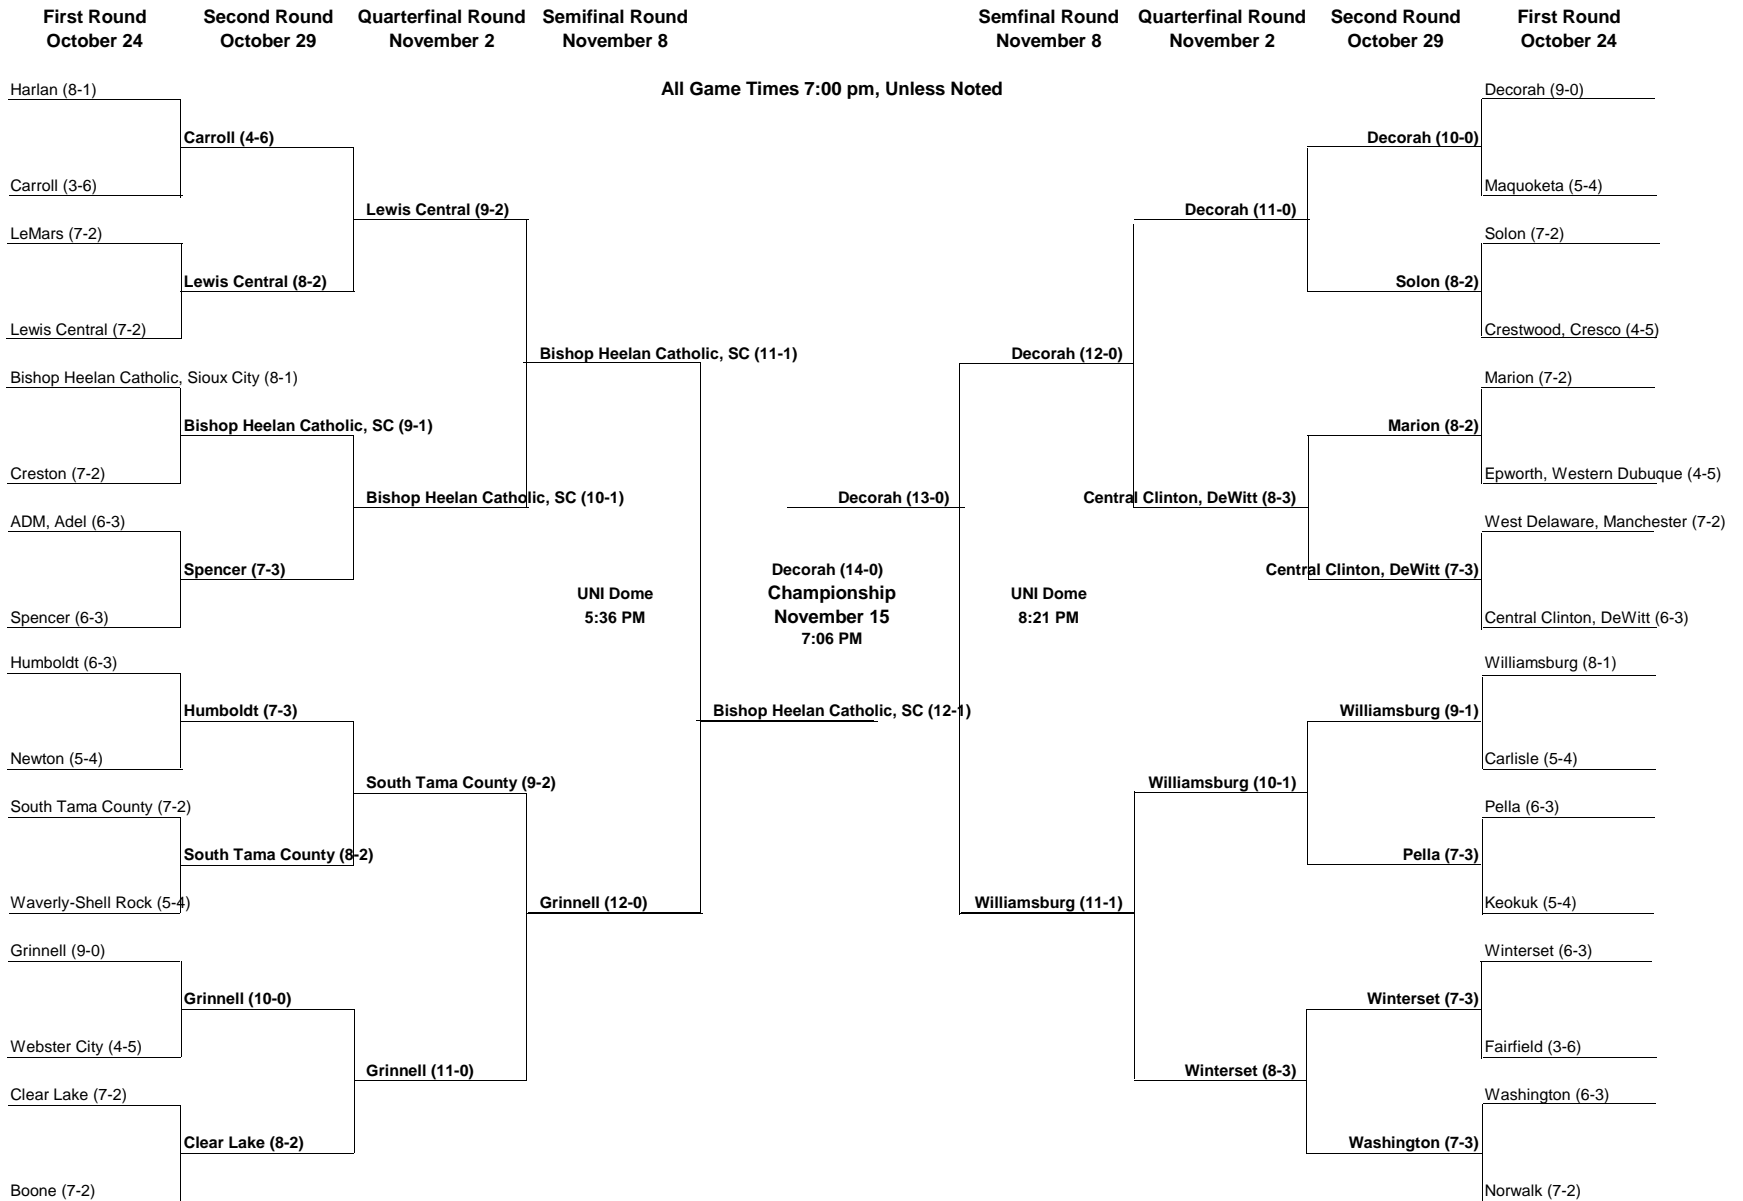 First Round
October 24
Second Round
October 29
Quarterfinal Round
November 2
Semifinal Round
November 8
Semfinal Round
November 8
Quarterfinal Round
November 2
Second Round
October 29
First Round
October 24
All Game Times 7:00 pm, Unless Noted
Harlan (8-1)
Carroll (4-6)
Carroll (3-6)
Lewis Central (9-2)
LeMars (7-2)
Lewis Central (8-2)
Lewis Central (7-2)
Bishop Heelan Catholic, SC (11-1)
Bishop Heelan Catholic, Sioux City (8-1)
Bishop Heelan Catholic, SC (9-1)
Creston (7-2)
Bishop Heelan Catholic, SC (10-1)
ADM, Adel (6-3)
Spencer (7-3)
Spencer (6-3)
UNI Dome
5:36 PM
Humboldt (6-3)
Humboldt (7-3)
Newton (5-4)
South Tama County (9-2)
South Tama County (7-2)
South Tama County (8-2)
Waverly-Shell Rock (5-4)
Grinnell (12-0)
Grinnell (9-0)
Grinnell (10-0)
Webster City (4-5)
Grinnell (11-0)
Clear Lake (7-2)
Clear Lake (8-2)
Boone (7-2)
Decorah (13-0)
Decorah (14-0)
Championship
November 15
7:06 PM
Bishop Heelan Catholic, SC (12-1)
Decorah (9-0)
Decorah (10-0)
Maquoketa (5-4)
Decorah (11-0)
Solon (7-2)
Solon (8-2)
Crestwood, Cresco (4-5)
Decorah (12-0)
Marion (7-2)
Marion (8-2)
Epworth, Western Dubuque (4-5)
Central Clinton, DeWitt (8-3)
West Delaware, Manchester (7-2)
Central Clinton, DeWitt (7-3)
Central Clinton, DeWitt (6-3)
UNI Dome
8:21 PM
Williamsburg (8-1)
Williamsburg (9-1)
Carlisle (5-4)
Williamsburg (10-1)
Pella (6-3)
Pella (7-3)
Keokuk (5-4)
Williamsburg (11-1)
Winterset (6-3)
Winterset (7-3)
Fairfield (3-6)
Winterset (8-3)
Washington (6-3)
Washington (7-3)
Norwalk (7-2)